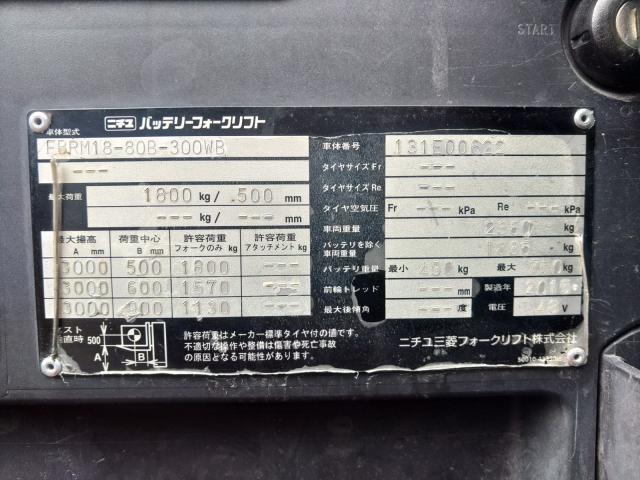 START
ニチユ バッテリーフォークリフト
車体型式
FBRM18-80B-300WB
---
最大荷重 1800 kg / 500 mm
--- kg / --- mm
最大揚高 A mm 荷重中心 B mm 許容荷重 フォークのみ kg 許容荷重 アタッチメント kg
3000 500 1800 ---
3000 600 1570
3000 1130 ---
500 A B
許容荷重はメーカー標準タイヤ付の値です。
不適切な操作や整備は傷害や死亡事故
の原因となる可能性があります。
車体番号
タイヤサイズ Fr ---
タイヤサイズ Re ---
タイヤ空気圧 Fr --- kPa Re --- kPa
車両重量 kg
バッテリを除く 車両重量
バッテリ重量 最小 kg 最大 kg
前輪トレッド --- mm 製造年 2015
最大後傾角 --- 度 電圧 48 V
ニチユ三菱フォークリフト株式会社